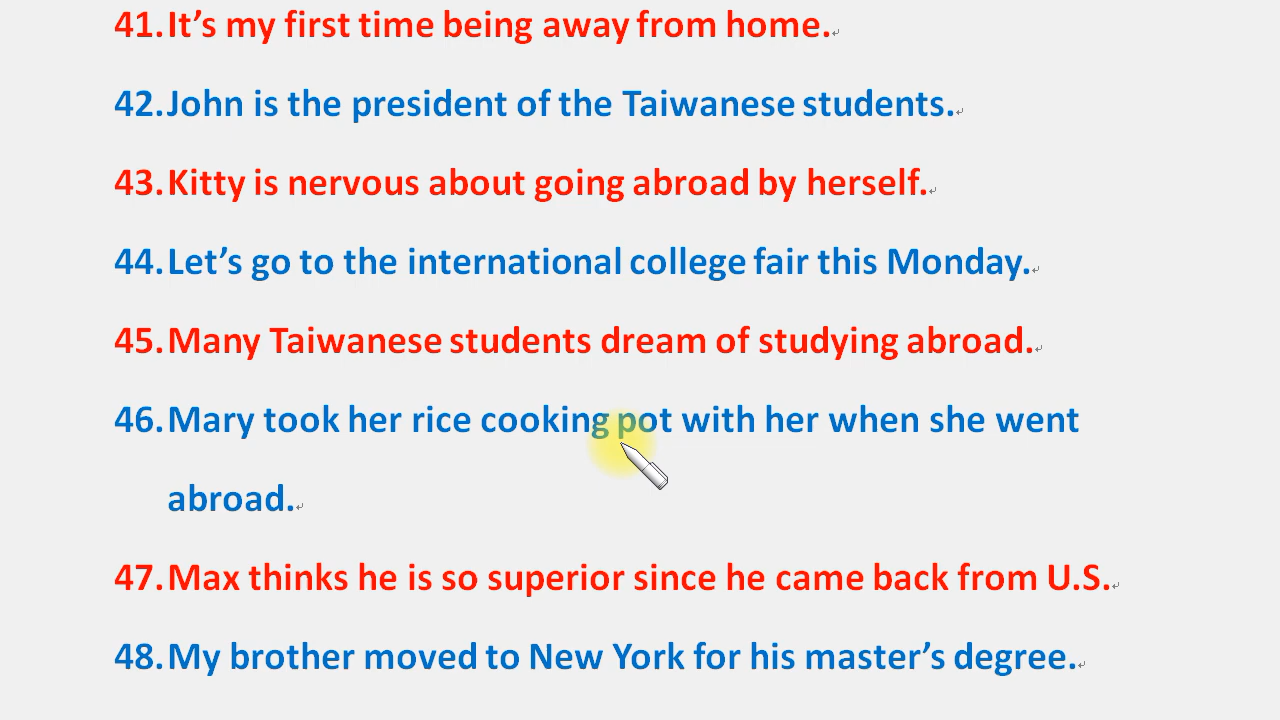 41. It’s my first time being away from home.
42. John is the president of the Taiwanese students.
43. Kitty is nervous about going abroad by herself.
44. Let’s go to the international college fair this Monday.
45. Many Taiwanese students dream of studying abroad.
46. Mary took her rice cooking pot with her when she went
abroad.
47. Max thinks he is so superior since he came back from U.S.
48. My brother moved to New York for his master’s degree.